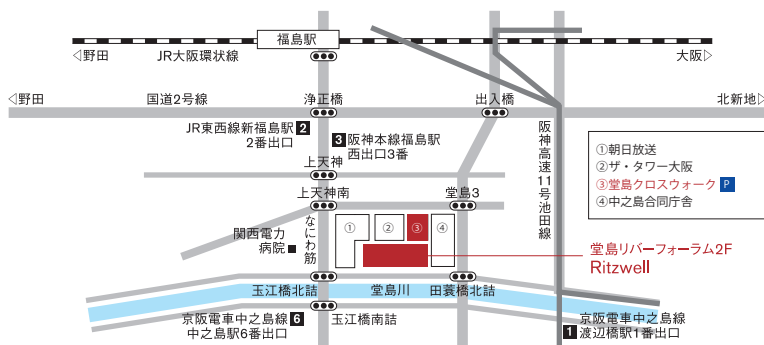 福島駅
◁野田
JR大阪環状線
大阪▷
◁野田
国道2号線
浄正橋
出入橋
北新地▷
JR東西線新福島駅 2
2番出口
3 阪神本線福島駅
西出口3番
阪神高速11号池田線
①朝日放送
②ザ・タワー大阪
③堂島クロスウォーク P
④中之島合同庁舎
上天神
上天神南
堂島3
なにわ筋
関西電力
病院
①
②
③
④
堂島リバーフォーラム2F
Ritzwell
玉江橋北詰
堂島川
田蓑橋北詰
京阪電車中之島線 6
中之島駅6番出口
玉江橋南詰
1 京阪電車中之島線
渡辺橋駅1番出口